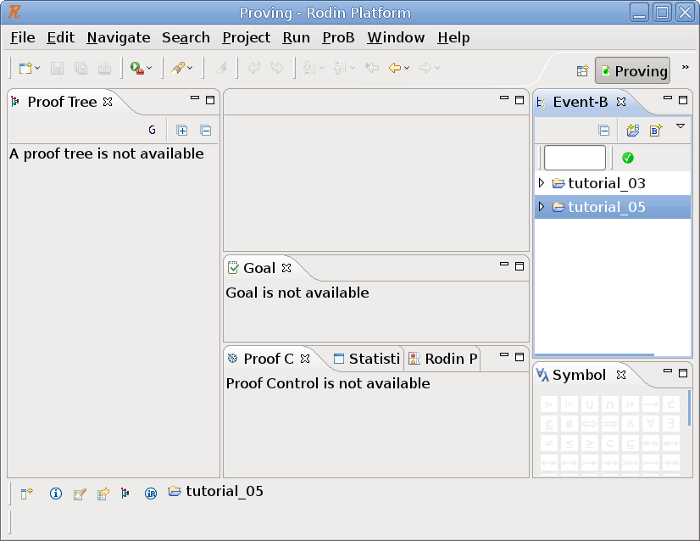 Proving - Rodin Platform
File Edit Navigate Search Project Run ProB Window Help
Proving
Proof Tree
G
A proof tree is not available
Goal
Goal is not available
Proof C Statisti Rodin P
Proof Control is not available
Event-B
tutorial_03
tutorial_05
Symbol
tutorial_05